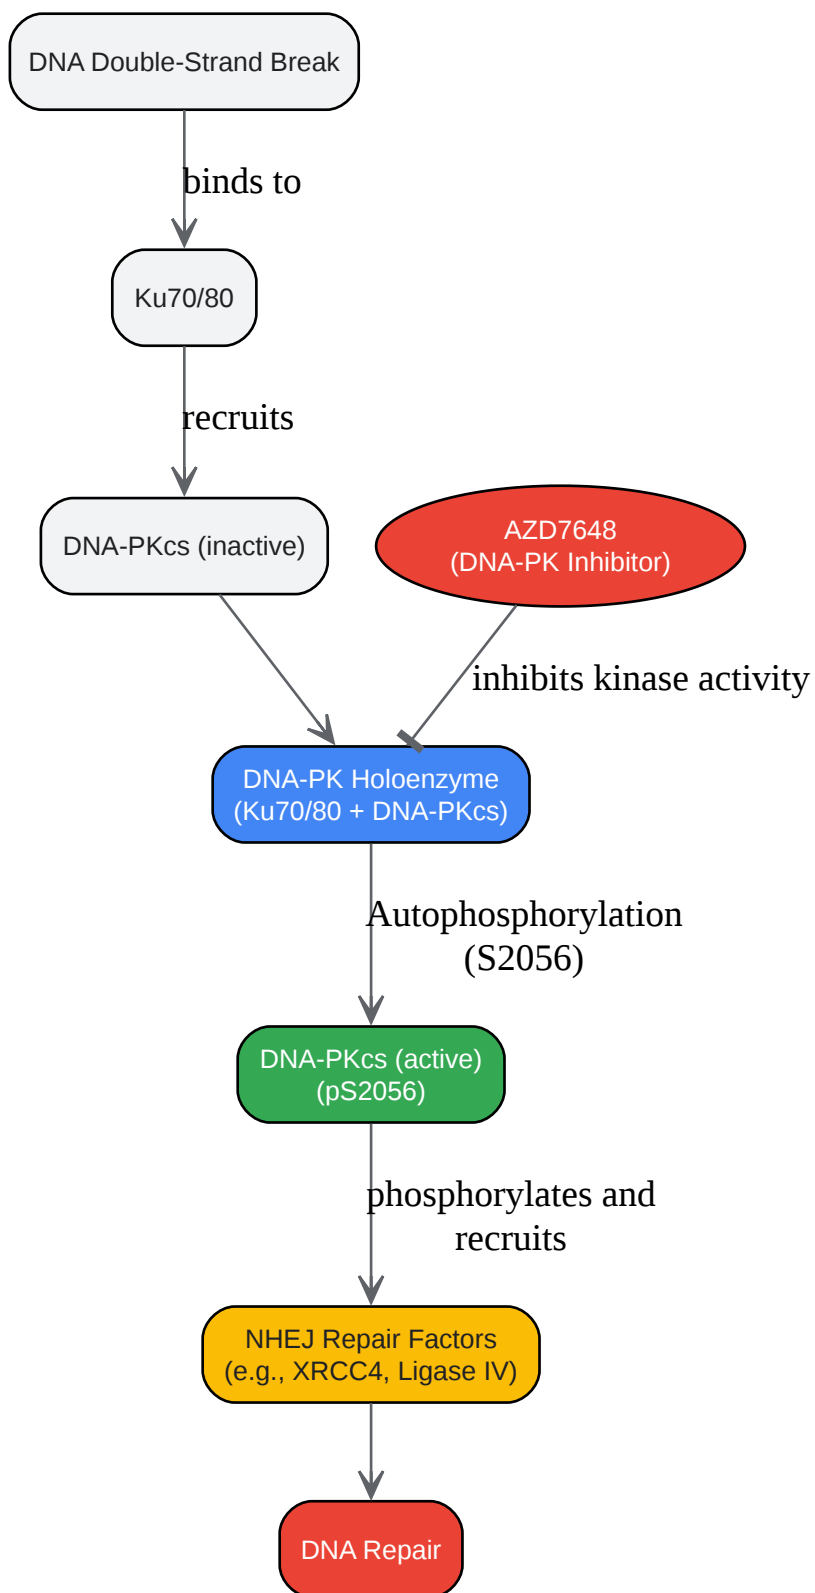 DNA Double-Strand Break
binds to
Ku70/80
recruits
DNA-PKcs (inactive)
AZD7648
(DNA-PK Inhibitor)
inhibits kinase activity
DNA-PK Holoenzyme
(Ku70/80 + DNA-PKcs)
Autophosphorylation
(S2056)
DNA-PKcs (active)
(pS2056)
phosphorylates and
recruits
NHEJ Repair Factors
(e.g., XRCC4, Ligase IV)
DNA Repair